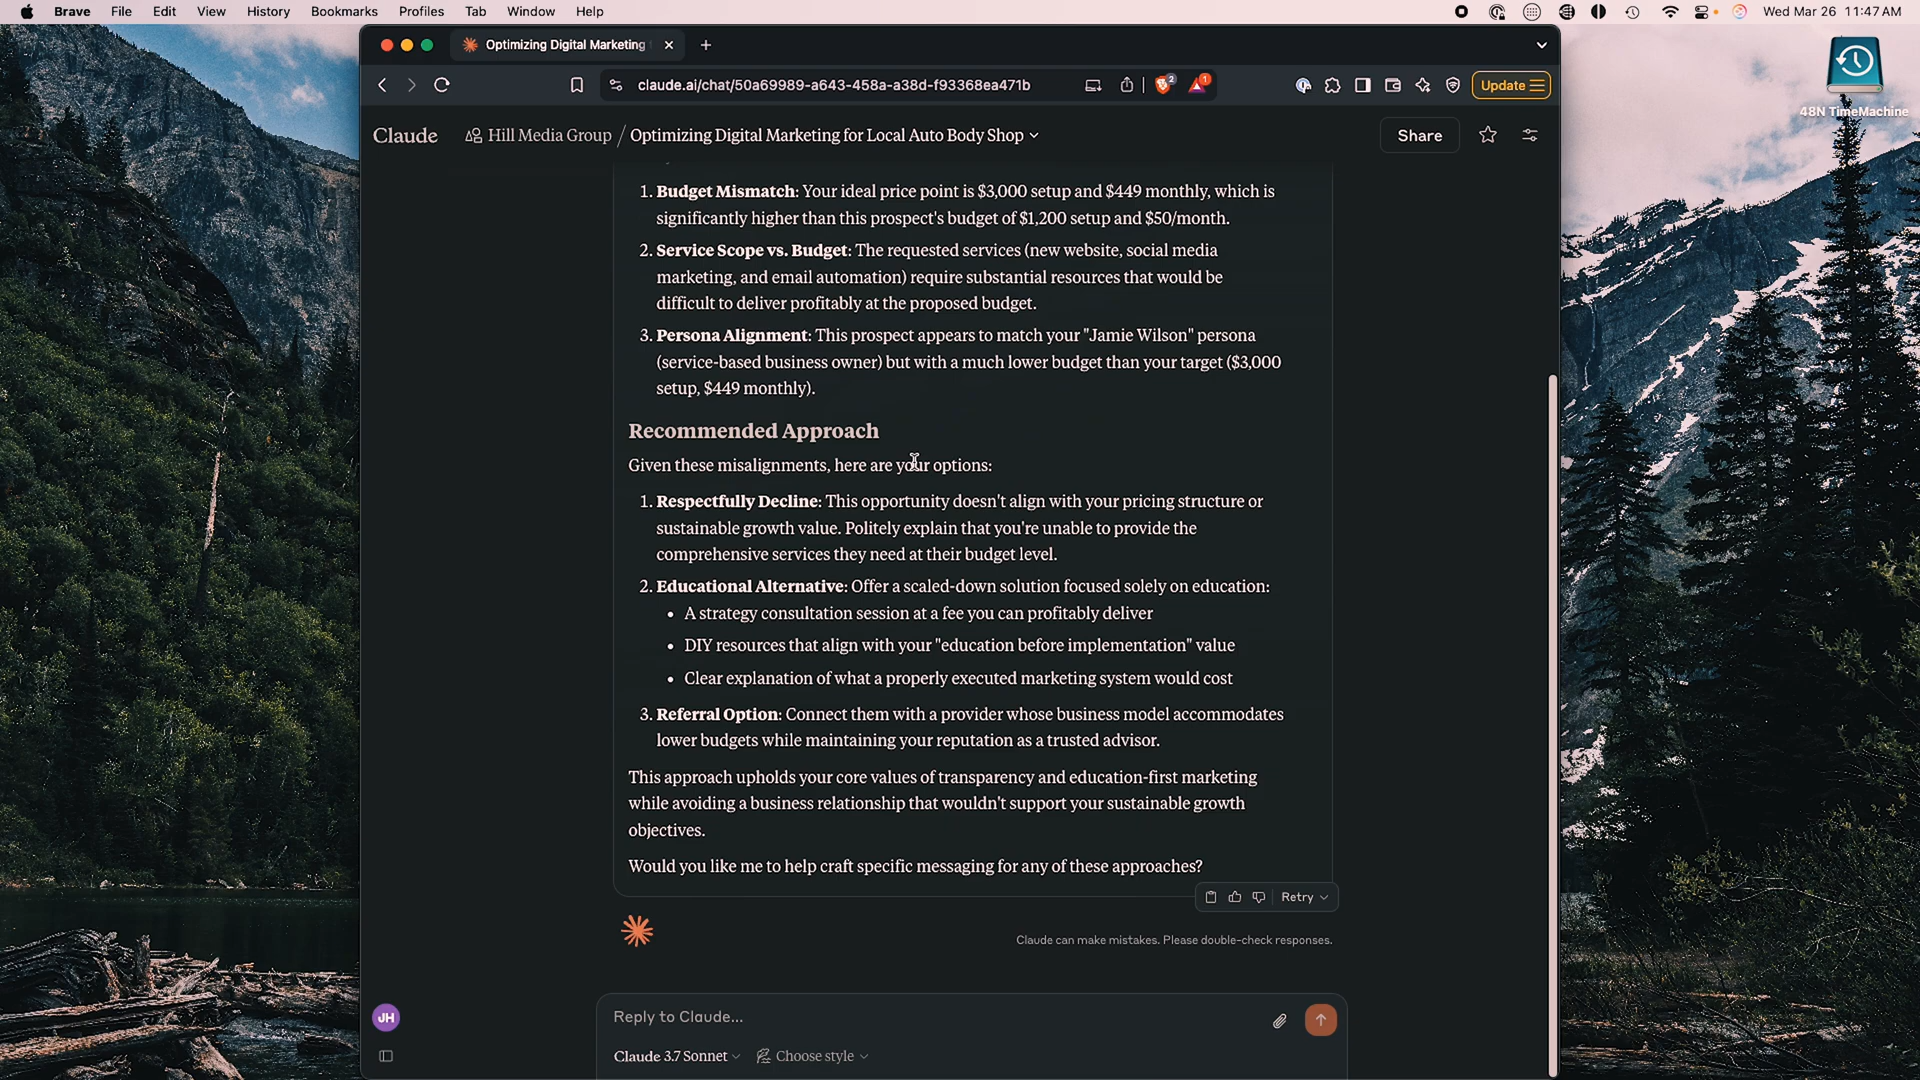 Brave File Edit View History Bookmarks Profiles Tab Window Help Wed Mar 26 11:47 AM
Optimizing Digital Marketing
claude.ai/chat/50a69989-a643-458a-a38d-f93368ea471b 2 1 Update
48N TimeMachine
Claude Hill Media Group / Optimizing Digital Marketing for Local Auto Body Shop Share
1. Budget Mismatch: Your ideal price point is $3,000 setup and $449 monthly, which is
significantly higher than this prospect's budget of $1,200 setup and $50/month.
2. Service Scope vs. Budget: The requested services (new website, social media
marketing, and email automation) require substantial resources that would be
difficult to deliver profitably at the proposed budget.
3. Persona Alignment: This prospect appears to match your "Jamie Wilson" persona
(service-based business owner) but with a much lower budget than your target ($3,000
setup, $449 monthly).
Recommended Approach
Given these misalignments, here are your options:
1. Respectfully Decline: This opportunity doesn't align with your pricing structure or
sustainable growth value. Politely explain that you're unable to provide the
comprehensive services they need at their budget level.
2. Educational Alternative: Offer a scaled-down solution focused solely on education:
• A strategy consultation session at a fee you can profitably deliver
• DIY resources that align with your "education before implementation" value
• Clear explanation of what a properly executed marketing system would cost
3. Referral Option: Connect them with a provider whose business model accommodates
lower budgets while maintaining your reputation as a trusted advisor.
This approach upholds your core values of transparency and education-first marketing
while avoiding a business relationship that wouldn't support your sustainable growth
objectives.
Would you like me to help craft specific messaging for any of these approaches?
Retry
Claude can make mistakes. Please double-check responses.
JH
Reply to Claude...
Claude 3.7 Sonnet Choose style